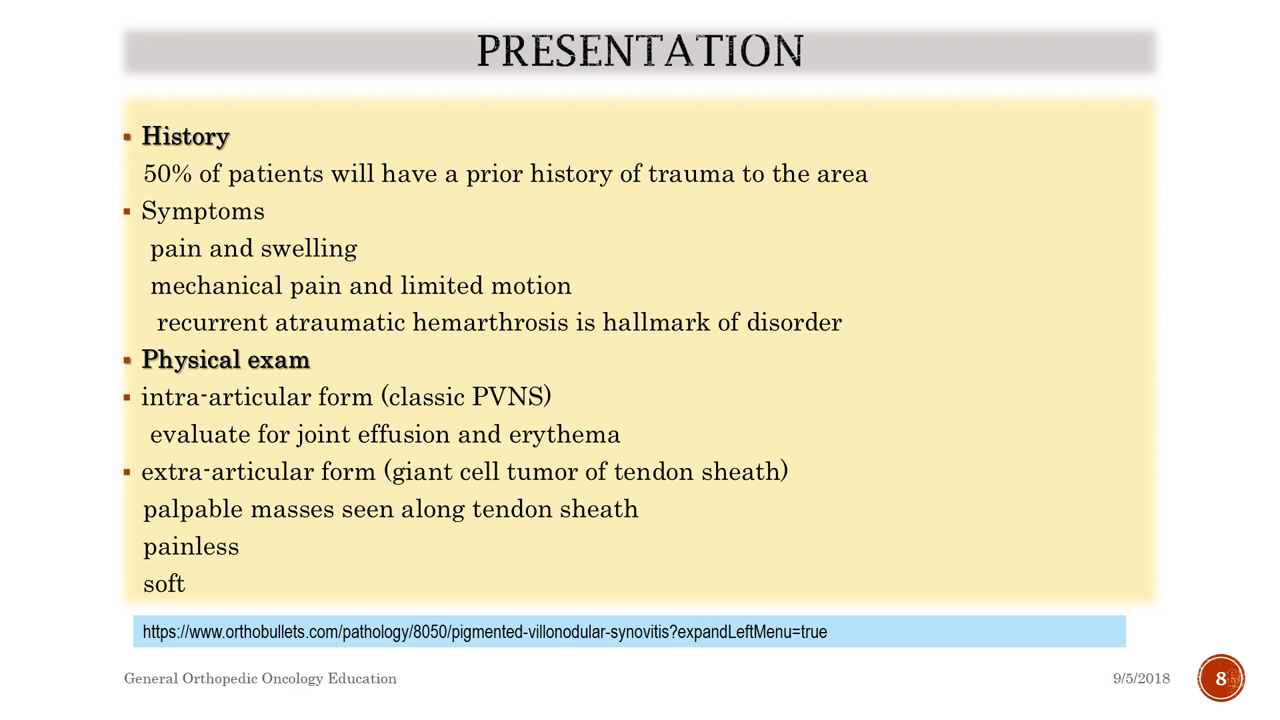 PRESENTATION
▪ History
50% of patients will have a prior history of trauma to the area
▪ Symptoms
pain and swelling
mechanical pain and limited motion
recurrent atraumatic hemarthrosis is hallmark of disorder
▪ Physical exam
▪ intra-articular form (classic PVNS)
evaluate for joint effusion and erythema
▪ extra-articular form (giant cell tumor of tendon sheath)
palpable masses seen along tendon sheath
painless
soft
https://www.orthobullets.com/pathology/8050/pigmented-villonodular-synovitis?expandLeftMenu=true
General Orthopedic Oncology Education
9/5/2018
8